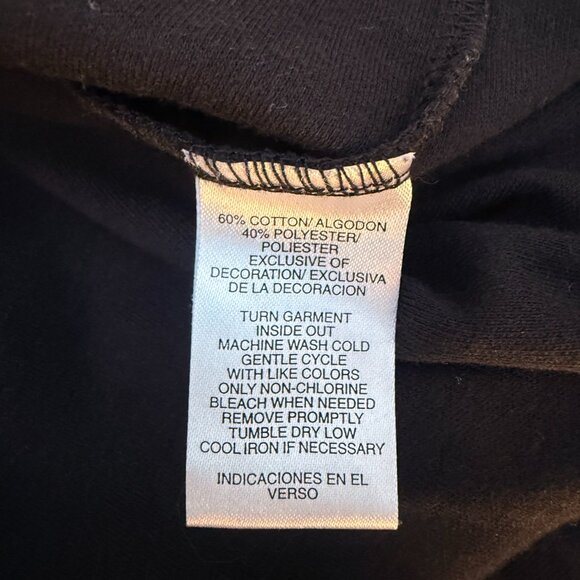 60% COTTON/ ALGODON
40% POLYESTER/
POLIESTER
EXCLUSIVE OF
DECORATION/ EXCLUSIVA
DE LA DECORACION
TURN GARMENT
INSIDE OUT
MACHINE WASH COLD
GENTLE CYCLE
WITH LIKE COLORS
ONLY NON-CHLORINE
BLEACH WHEN NEEDED
REMOVE PROMPTLY
TUMBLE DRY LOW
COOL IRON IF NECESSARY
INDICACIONES EN EL
VERSO